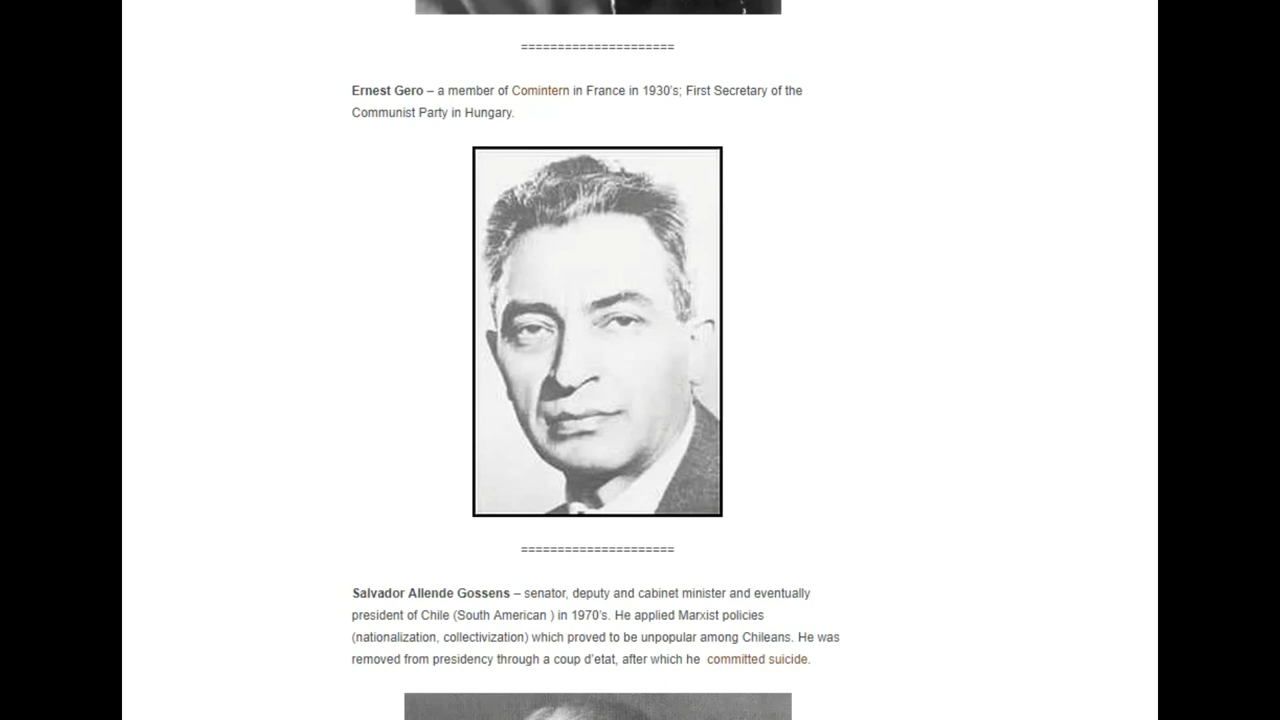 =====================
Ernest Gero – a member of Comintern in France in 1930's; First Secretary of the
Communist Party in Hungary.
=====================
Salvador Allende Gossens – senator, deputy and cabinet minister and eventually
president of Chile (South American ) in 1970's. He applied Marxist policies
(nationalization, collectivization) which proved to be unpopular among Chileans. He was
removed from presidency through a coup d'etat, after which he  committed suicide.